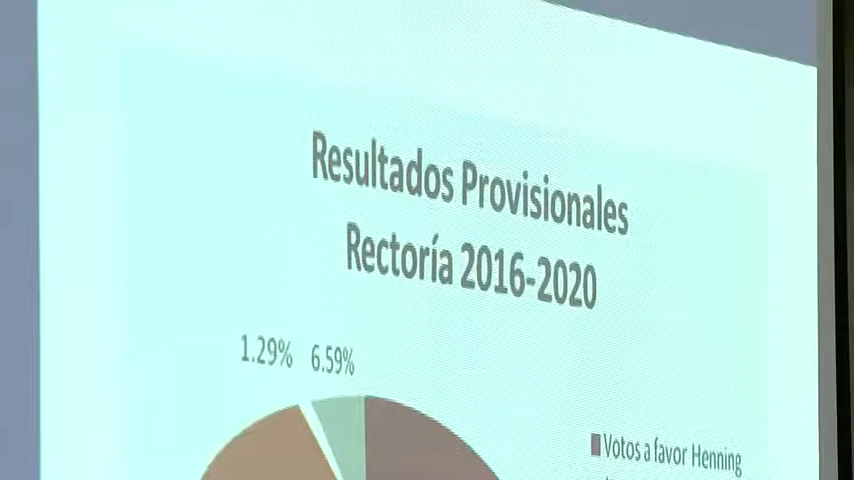 Resultados Provisionales
Rectoría 2016-2020
1.29% 6.59%
Votos a favor Henning